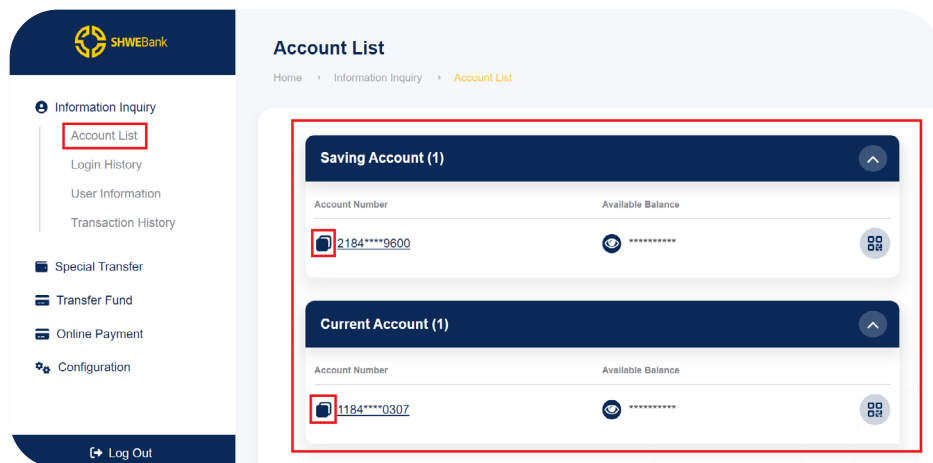 SHWEBank
Account List
Home › Information Inquiry › Account List
Information Inquiry
Account List
Login History
User Information
Transaction History
Special Transfer
Transfer Fund
Online Payment
Configuration
Log Out
Saving Account (1)
Account Number Available Balance
2184****9600 **********
Current Account (1)
Account Number Available Balance
1184****0307 **********